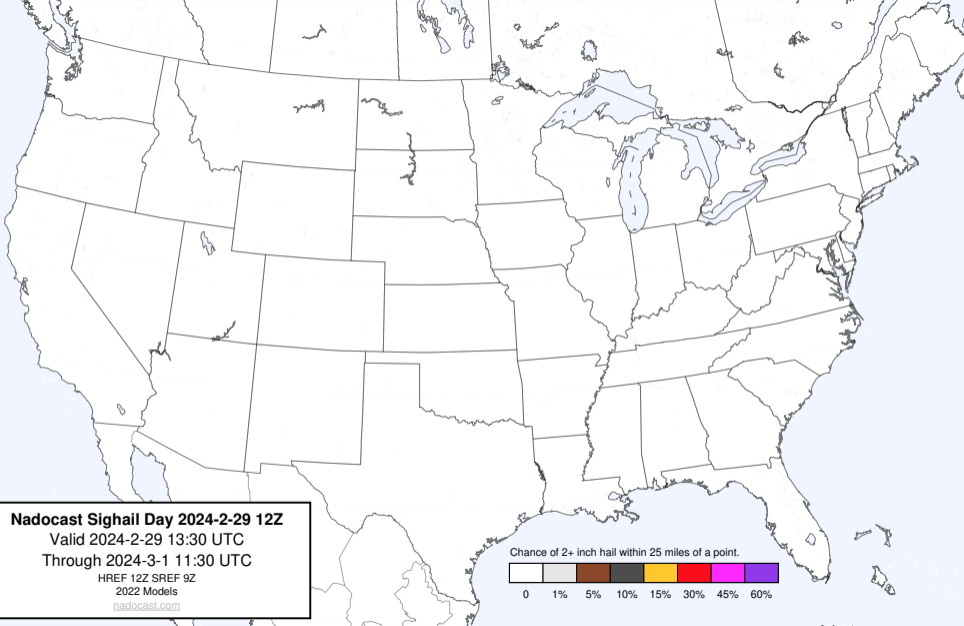 Nadocast Sighail Day 2024-2-29 12Z
Valid 2024-2-29 13:30 UTC
Through 2024-3-1 11:30 UTC
HREF 12Z SREF 9Z
2022 Models
nadocast.com
Chance of 2+ inch hail within 25 miles of a point.
0 1% 5% 10% 15% 30% 45% 60%